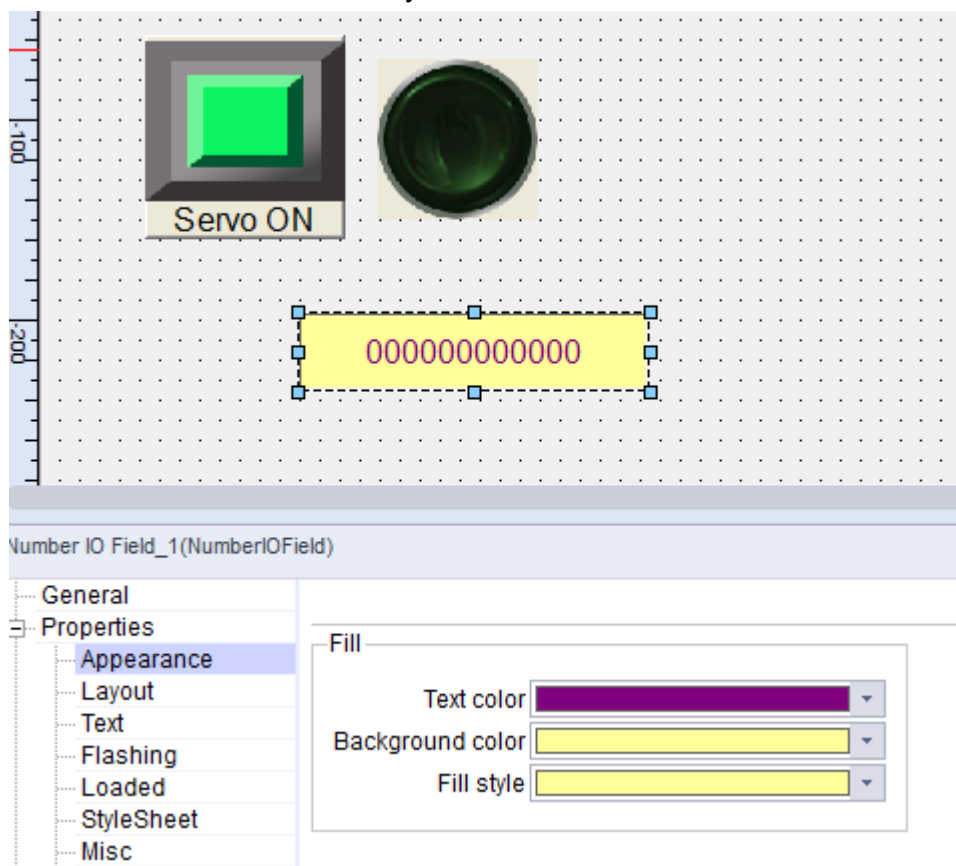 -100
Servo ON
-200
000000000000
Number IO Field_1(NumberIOField)
General
Properties
Appearance
Layout
Text
Flashing
Loaded
StyleSheet
Misc
Fill
Text color
Background color
Fill style